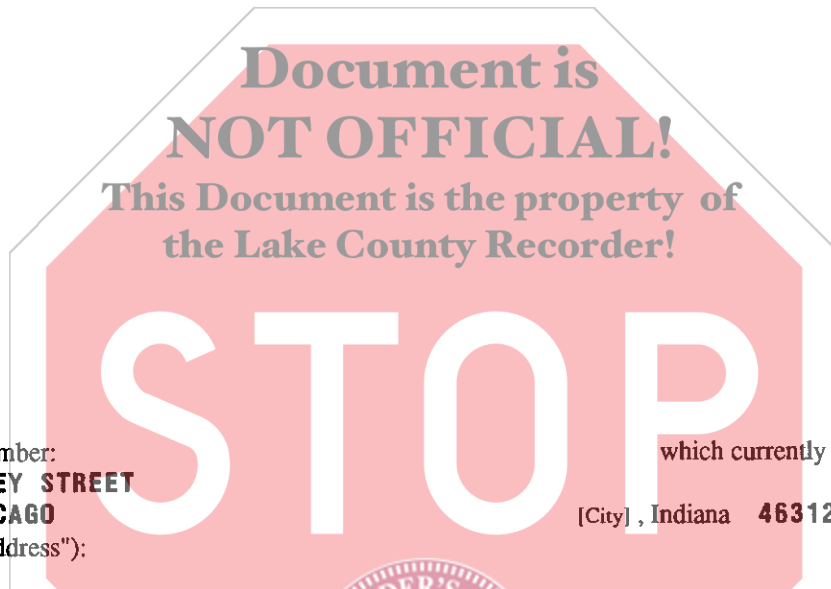 Document is
NOT OFFICIAL!
This Document is the property of
the Lake County Recorder!
STOP
mber: which currently
EY STREET
CAGO [City] , Indiana 46312
ddress"):
DER'S